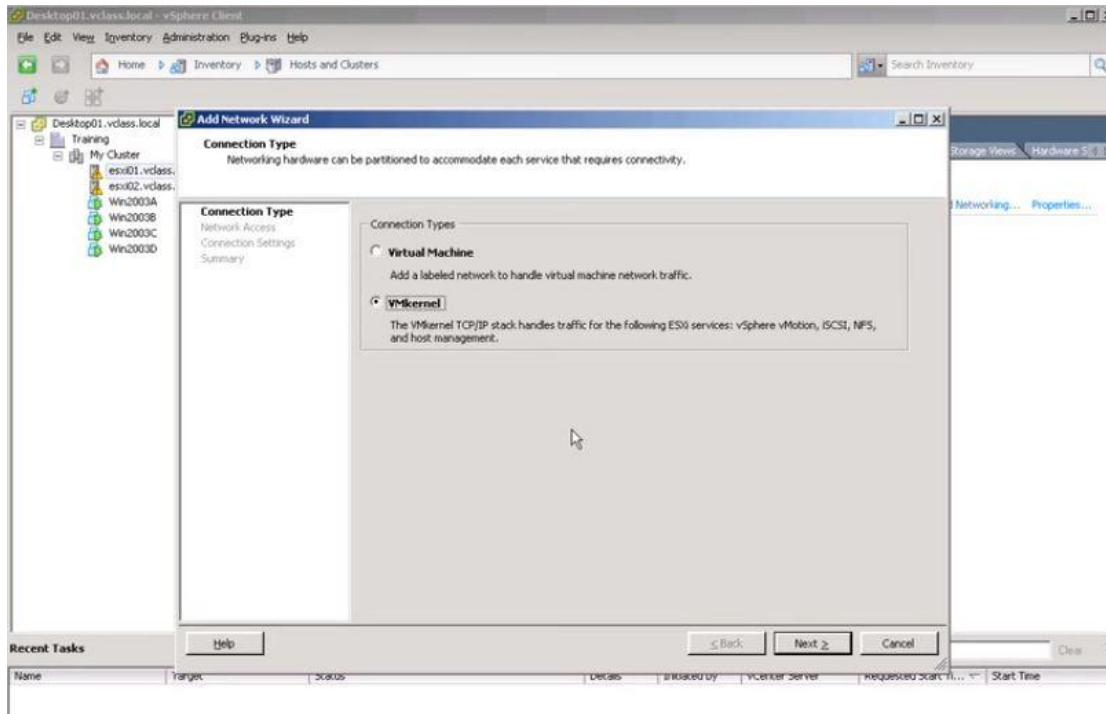 Desktop01.vclass.local - vSphere Client
File Edit View Inventory Administration Plug-ins Help
Home Inventory Hosts and Clusters
Search Inventory
Desktop01.vclass.local
Training
My Cluster
esxi01.vclass.
esxi02.vclass.
Win2003A
Win2003B
Win2003C
Win2003D
Add Network Wizard
Connection Type
Networking hardware can be partitioned to accommodate each service that requires connectivity.
Connection Type
Network Access
Connection Settings
Summary
Connection Types
Virtual Machine
Add a labeled network to handle virtual machine network traffic.
VMkernel
The VMkernel TCP/IP stack handles traffic for the following ESXi services: vSphere vMotion, iSCSI, NFS,
and host management.
Storage Views Hardware S
Networking... Properties...
Help < Back Next > Cancel
Recent Tasks
Clear
Name Target Status Details Initiated by vCenter Server Requested Start Ti... Start Time